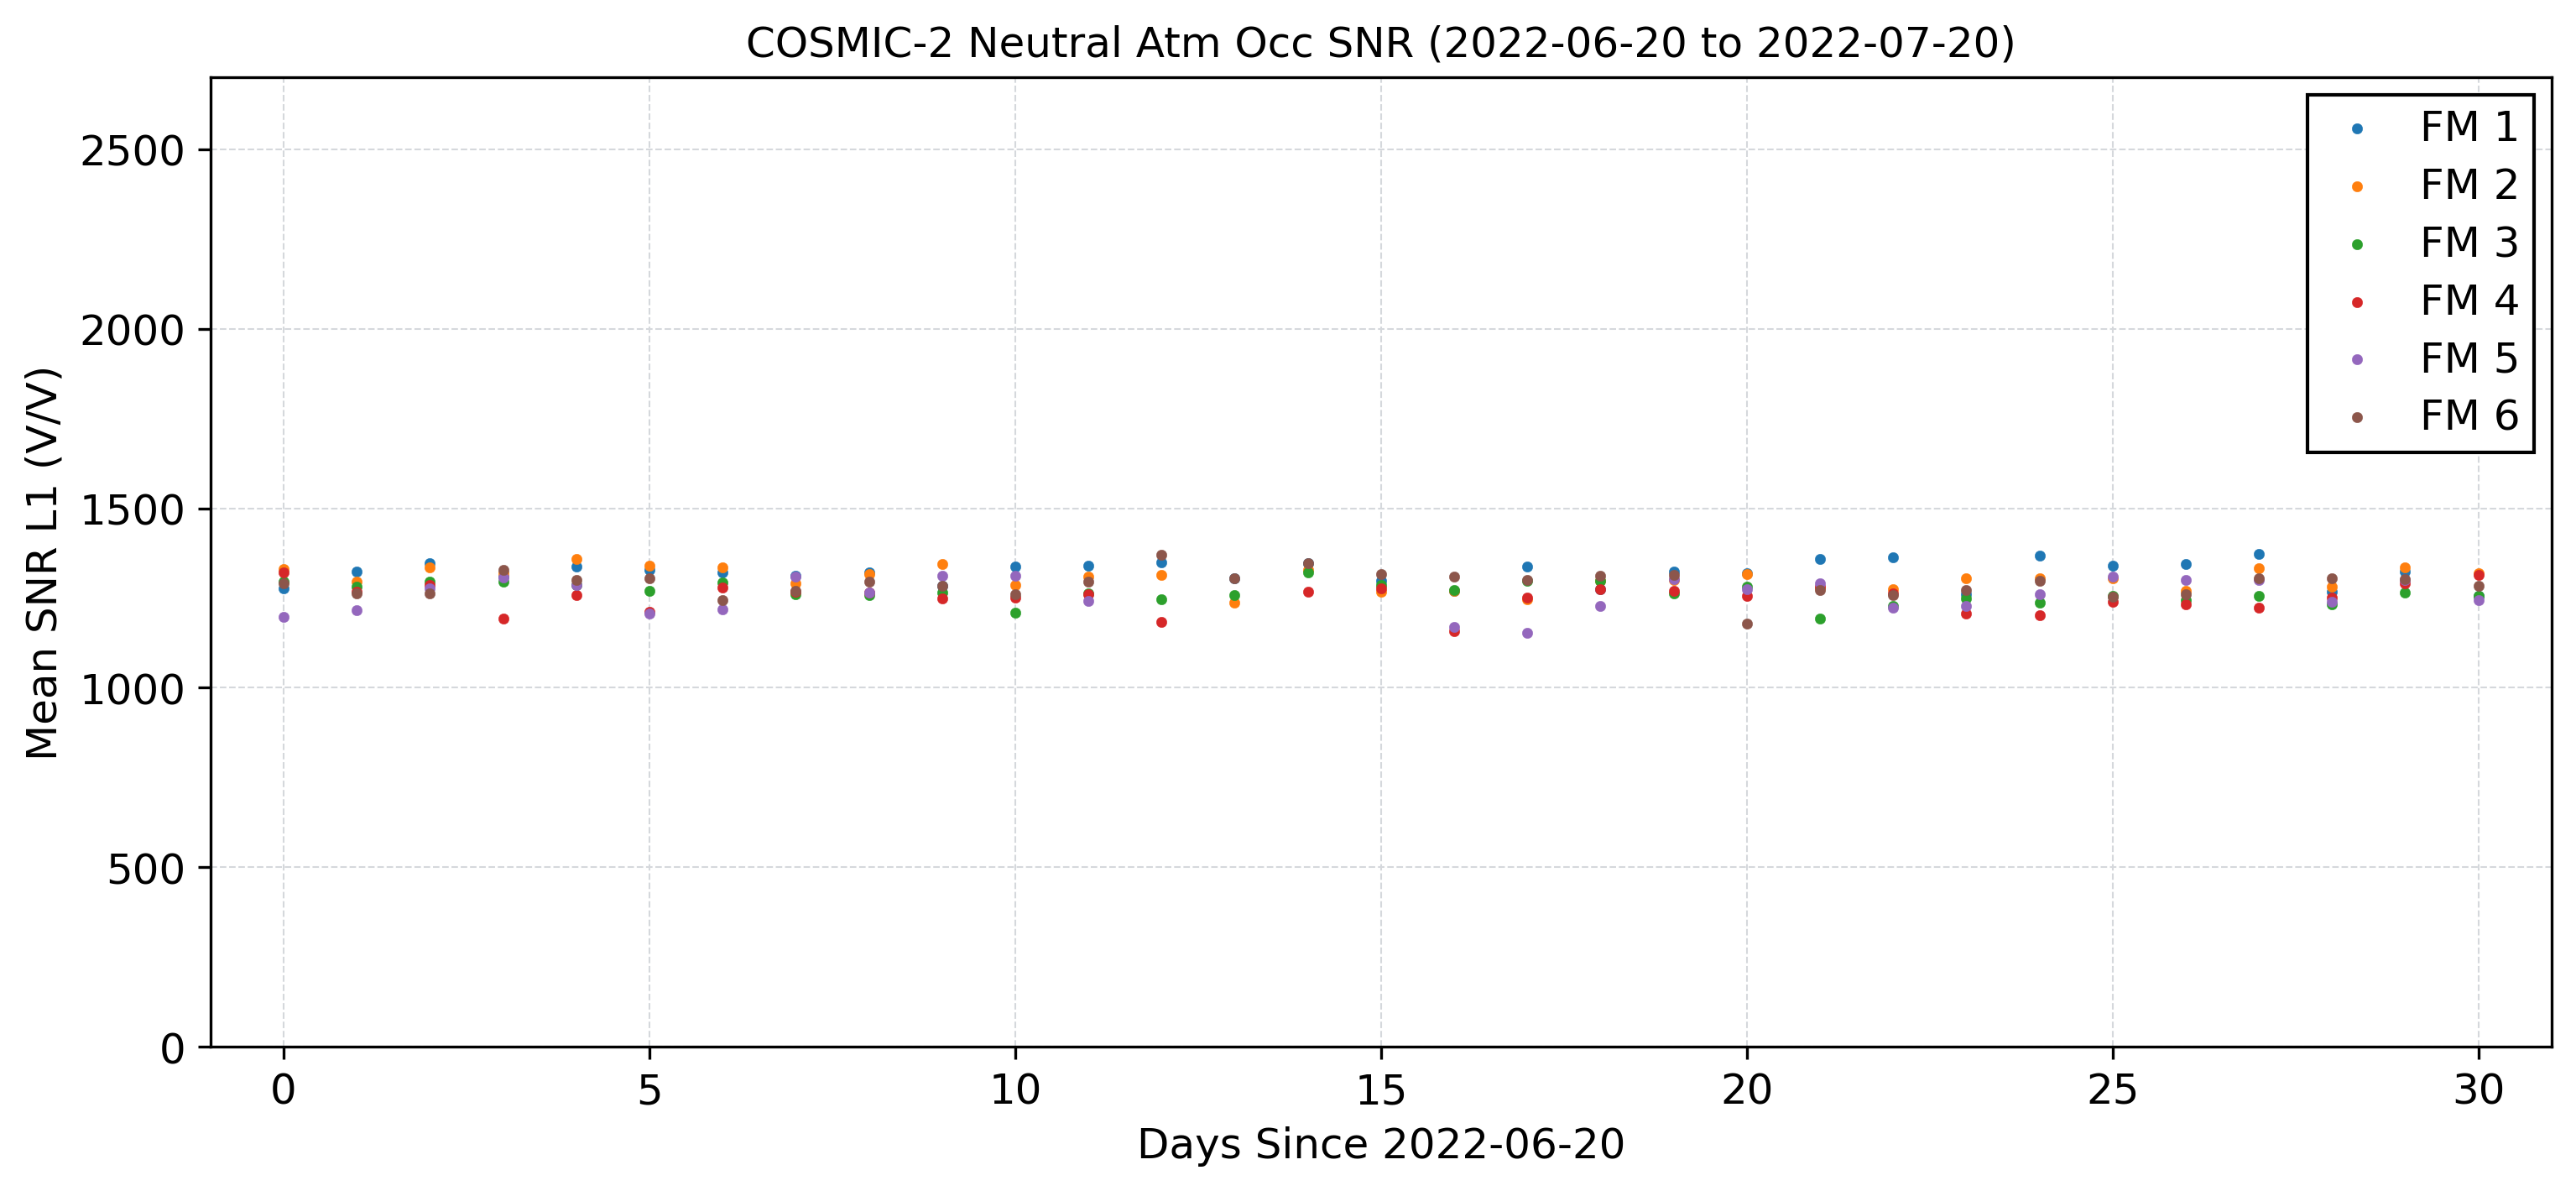 COSMIC-2 Neutral Atm Occ SNR (2022-06-20 to 2022-07-20)
Mean SNR L1 (V/V)
2500
2000
1500
1000
500
0
FM 1
FM 2
FM 3
FM 4
FM 5
FM 6
0 5 10 15 20 25 30
Days Since 2022-06-20